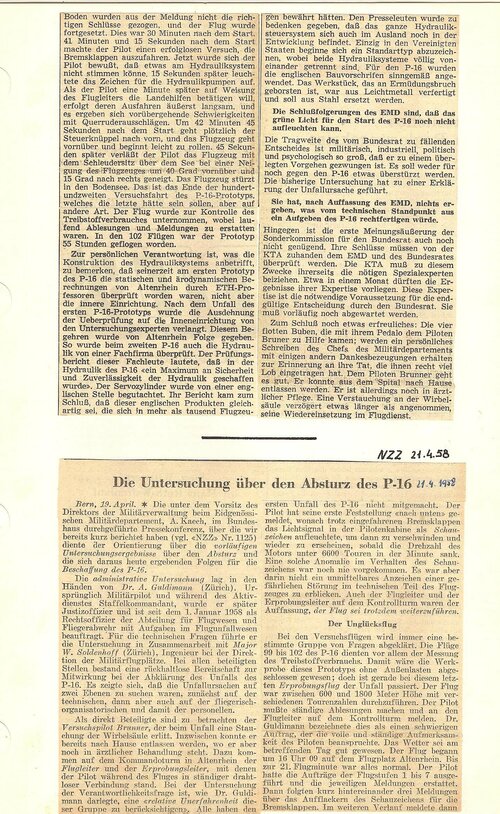 Boden wurden aus der Meldung nicht die rich-
tigen Schlüsse gezogen, und der Flug wurde
fortgesetzt. Dies war 30 Minuten nach dem Start.
41 Minuten und 15 Sekunden nach dem Start
machte der Pilot einen erfolglosen Versuch, die
Bremsklappen auszufahren. Jetzt wurde sich der
Pilot bewußt, daß etwas am Hydrauliksystem
nicht stimmen könne. 15 Sekunden später leuch-
tete das Zeichen für die Hydraulikpumpen auf.
Als der Pilot eine Minute später auf Weisung
des Flugleiters die Landehilfen betätigen will,
erfolgt deren Ausfahren äußerst langsam, und
es ergeben sich vorübergehende Schwierigkeiten
mit Querruderausschlägen. Um 42 Minuten 45
Sekunden nach dem Start geht plötzlich der
Steuerknüppel nach vorn, und das Flugzeug geht
vornüber und beginnt leicht zu rollen. 45 Sekun-
den später verläßt der Pilot das Flugzeug mit
dem Schleudersitz über dem See bei einer Nei-
gung des Flugzeuges um 40 Grad vornüber und
15 Grad nach rechts geneigt. Das Flugzeug stürzt
in den Bodensee. Das ist das Ende der hundert-
undzweiten Versuchsfahrt des P-16-Prototyps,
welches die letzte hätte sein sollen, aber auf
andere Art. Der Flug wurde zur Kontrolle des
Treibstoffverbrauches unternommen, wobei lau-
fend Ablesungen und Meldungen zu erstatten
waren. In den 102 Flügen war der Prototyp
55 Stunden geflogen worden.
Zur persönlichen Verantwortung ist, was die
Konstruktion des Hydrauliksystems anbetrifft,
zu bemerken, daß seinerzeit am ersten Prototyp
des P-16 die statischen und ärodynamischen Be-
rechnungen von Altenrhein durch ETH-Pro-
fessoren überprüft worden waren, nicht aber
die innere Einrichtung. Nach dem Unfall des
ersten P-16-Prototyps wurde die Ausdehnung
der Ueberprüfung auf die Inneneinrichtung von
den Untersuchungsexperten verlangt. Diesem Be-
gehren wurde von Altenrhein Folge gegeben.
So wurde beim zweiten P-16 auch die Hydrau-
lik von einer Fachfirma überprüft. Der Prüfungs-
bericht dieser Fachleute lautete, daß in der
Hydraulik des P-16 «ein Maximum an Sicherheit
und Zuverlässigkeit der Hydraulik geschaffen
wurde». Der Servozylinder wurde von einer eng-
lischen Stelle begutachtet. Ihr Bericht kam zum
Schluß, daß dieser englischen Produkten gleich-
artig sei, die sich in mehr als tausend Flugzeu-
gen bewährt hätten. Den Presseleuten wurde zu
bedenken gegeben, daß das ganze Hydraulik-
steuersystem sich auch im Ausland noch in der
Entwicklung befindet. Einzig in den Vereinigten
Staaten beginne sich ein Standarttyp abzuzeich-
nen, wobei beide Hydrauliksysteme völlig von-
einander getrennt sind. Für den P-16 wurden
die englischen Bauvorschriften sinngemäß ange-
wendet. Das Werkstück, das an Ermüdungsbruch
geborsten ist, war aus Leichtmetall verfertigt
und soll aus Stahl ersetzt werden.
Die Schlußfolgerungen des EMD sind, daß das
grüne Licht für den Start des P-16 noch nicht
aufleuchten kann.
Die Tragweite des vom Bundesrat zu fällenden
Entscheides ist militärisch, industriell, politisch
und psychologisch so groß, daß er zu einem über-
legten Vorgehen gezwungen ist. Es soll weder für
noch gegen den P-16 etwas überstürzt werden.
Die bisherige Untersuchung hat zu einer Erklä-
rung der Unfallursache geführt.
Sie hat, nach Auffassung des EMD, nichts er-
geben, was vom technischen Standpunkt aus
ein Aufgeben des P-16 rechtfertigen würde.
Hingegen ist die erste Meinungsäußerung der
Sonderkommission für den Bundesrat auch noch
nicht genügend. Ihre Schlüsse müssen von der
KTA zuhanden des EMD und des Bundesrates
überprüft werden. Die KTA muß zu diesem
Zwecke ihrerseits die nötigen Spezialexperten
beiziehen. Etwa in einem Monat dürften die Er-
gebnisse ihrer Expertise vorliegen. Diese Exper-
tise ist die notwendige Voraussetzung für die end-
gültige Entscheidung durch den Bundesrat. Sie
muß vorläufig noch abgewartet werden.
Zum Schluß noch etwas erfreuliches: Die vier
flotten Buben, die mit ihrem Pedalo dem Piloten
Bruner zu Hilfe kamen; werden ein persönliches
Schreiben des Chefs des Militärdepartements
mit einigen andern Dankesbezeugungen erhalten
zur Erinnerung an ihre Tat, die ihnen recht viel
Lob eingetragen hat. Dem Piloten Brunner geht
es gut. Er konnte aus dem Spital nach Hause
entlassen werden. Er ist allerdings noch in ärzt-
licher Pflege. Eine Verstauchung an der Wirbel-
säule verzögert etwas länger als angenommen,
seine Wiedereinsetzung im Flugdienst.
NZZ 21.4.58
Die Untersuchung über den Absturz des P-16 21.4.1958
Bern, 19. April. ✶ Die unter dem Vorsitz des
Direktors der Militärverwaltung beim Eidgenössi-
schen Militärdepartement, A. Kaech, im Bundes-
haus durchgeführte Pressekonferenz, über die wir
bereits kurz berichtet haben (vgl. «NZZ» Nr. 1125)
diente der Orientierung über die vorläufigen
Untersuchungsergebnisse über den Absturz und
die sich daraus heute ergebenden Folgen für die
Beschaffung des P-16.
Die administrative Untersuchung lag in den
Händen von Dr. A. Guldimann (Zürich). Ur-
sprünglich Militärpilot und während des Aktiv-
dienstes Staffelkommandant, wurde er später
Justizoffizier und ist seit dem 1. Januar 1958 als
Rechtsoffizier der Abteilung für Flugwesen und
Fliegerabwehr mit Aufgaben im Flugunfallwesen
beauftragt. Für die technischen Fragen führte er
die Untersuchung in Zusammenarbeit mit Major
W. Soldenhoff (Zürich), Ingenieur bei der Direk-
tion der Militärflugplätze. Bei allen beteiligten
Stellen bestand eine rückhaltlose Bereitschaft zur
Mitwirkung bei der Abklärung des Unfalls des
P-16. Es zeigte sich, daß die Unfallursachen auf
zwei Ebenen zu suchen waren, zunächst auf der
technischen, dann aber auch auf der fliegerisch-
organisatorischen und damit der personellen.
Als direkt Beteiligte sind zu betrachten der
Versuchspilot Brunner, der beim Unfall eine Stau-
chung der Wirbelsäule erlitt. Inzwischen konnte er
bereits nach Hause entlassen werden, wo er aber
noch in ärztlicher Behandlung steht. Dazu kom-
men auf dem Kommandoturm in Altenrhein der
Flugleiter und der Erprobungsleiter, mit denen
der Pilot während des Fluges in ständiger draht-
loser Verbindung stand. Bei der Untersuchung
der Verantwortlichkeitsfrage ist, wie Dr. Guldi-
mann darlegte, eine «relative Unerfahrenheit die-
ser Gruppe zu berücksichtigen. Alle haben den
ersten Unfall des P-16 nicht mitgemacht. Der
Pilot hat seine erste Feststellung «nach unten» ge-
meldet, wonach trotz eingefahrenen Bremsklappen
das Lichtsignal in der Pilotenkabine als Schau-
zeichen aufleuchtete, um dann zu verschwinden und
wieder zu erscheinen, sobald die Drehzahl des
Motors unter 6600 Touren in der Minute sank.
Eine solche Anomalie im Verhalten des Schau-
zeichens war noch nie vorgekommen. Es war aber
darin nicht ein unmittelbares Anzeichen einer ge-
fährlichen Störung im technischen Teil des Flug-
zeuges zu erblicken. Auch der Flugleiter und der
Erprobungsleiter auf dem Kontrollturm waren der
Auffassung, der Flug sei trotzdem weiterzuführen.
Der Unglücksflug
Bei den Versuchsflügen wird immer eine be-
stimmte Gruppe von Fragen abgeklärt. Die Flüge
99 bis 102 des P-16 dienten vor allem der Messung
des Treibstoffverbrauchs. Damit wäre die Werk-
probe dieses Prototyps ohne Außenlasten abge-
schlossen gewesen; doch ist gerade bei diesem letz-
ten Erprobungsflug der Unfall passiert. Der Flug
war zwischen 600 und 3000 Meter Höhe mit ver-
schiedenen Tourenzahlen durchzuführen. Der Pilot
mußte ständig Ablesungen machen und an den
Flugleiter auf dem Kontrollturm melden. Dr.
Guldimann bezeichnete dies als einen schwierigen
Auftrag, der die volle und ständige Aufmerksam-
keit des Piloten beanspruchte. Das Wetter sei am
betreffenden Tag gut gewesen. Der Flug begann
um 16 Uhr 09 auf dem Flugplatz Altenrhein. Bis
zur 21. Flugminute war alles normal. Der Pilot
hatte die Aufträge der Flugstufen 1 bis 7 ausge-
führt und die jeweiligen Meldungen erstattet.
Dann folgten kurz hintereinander drei Meldungen
über das Aufflackern des Schauzeichens für die
Bremsklappen. Im weiteren Verlauf meldete dann